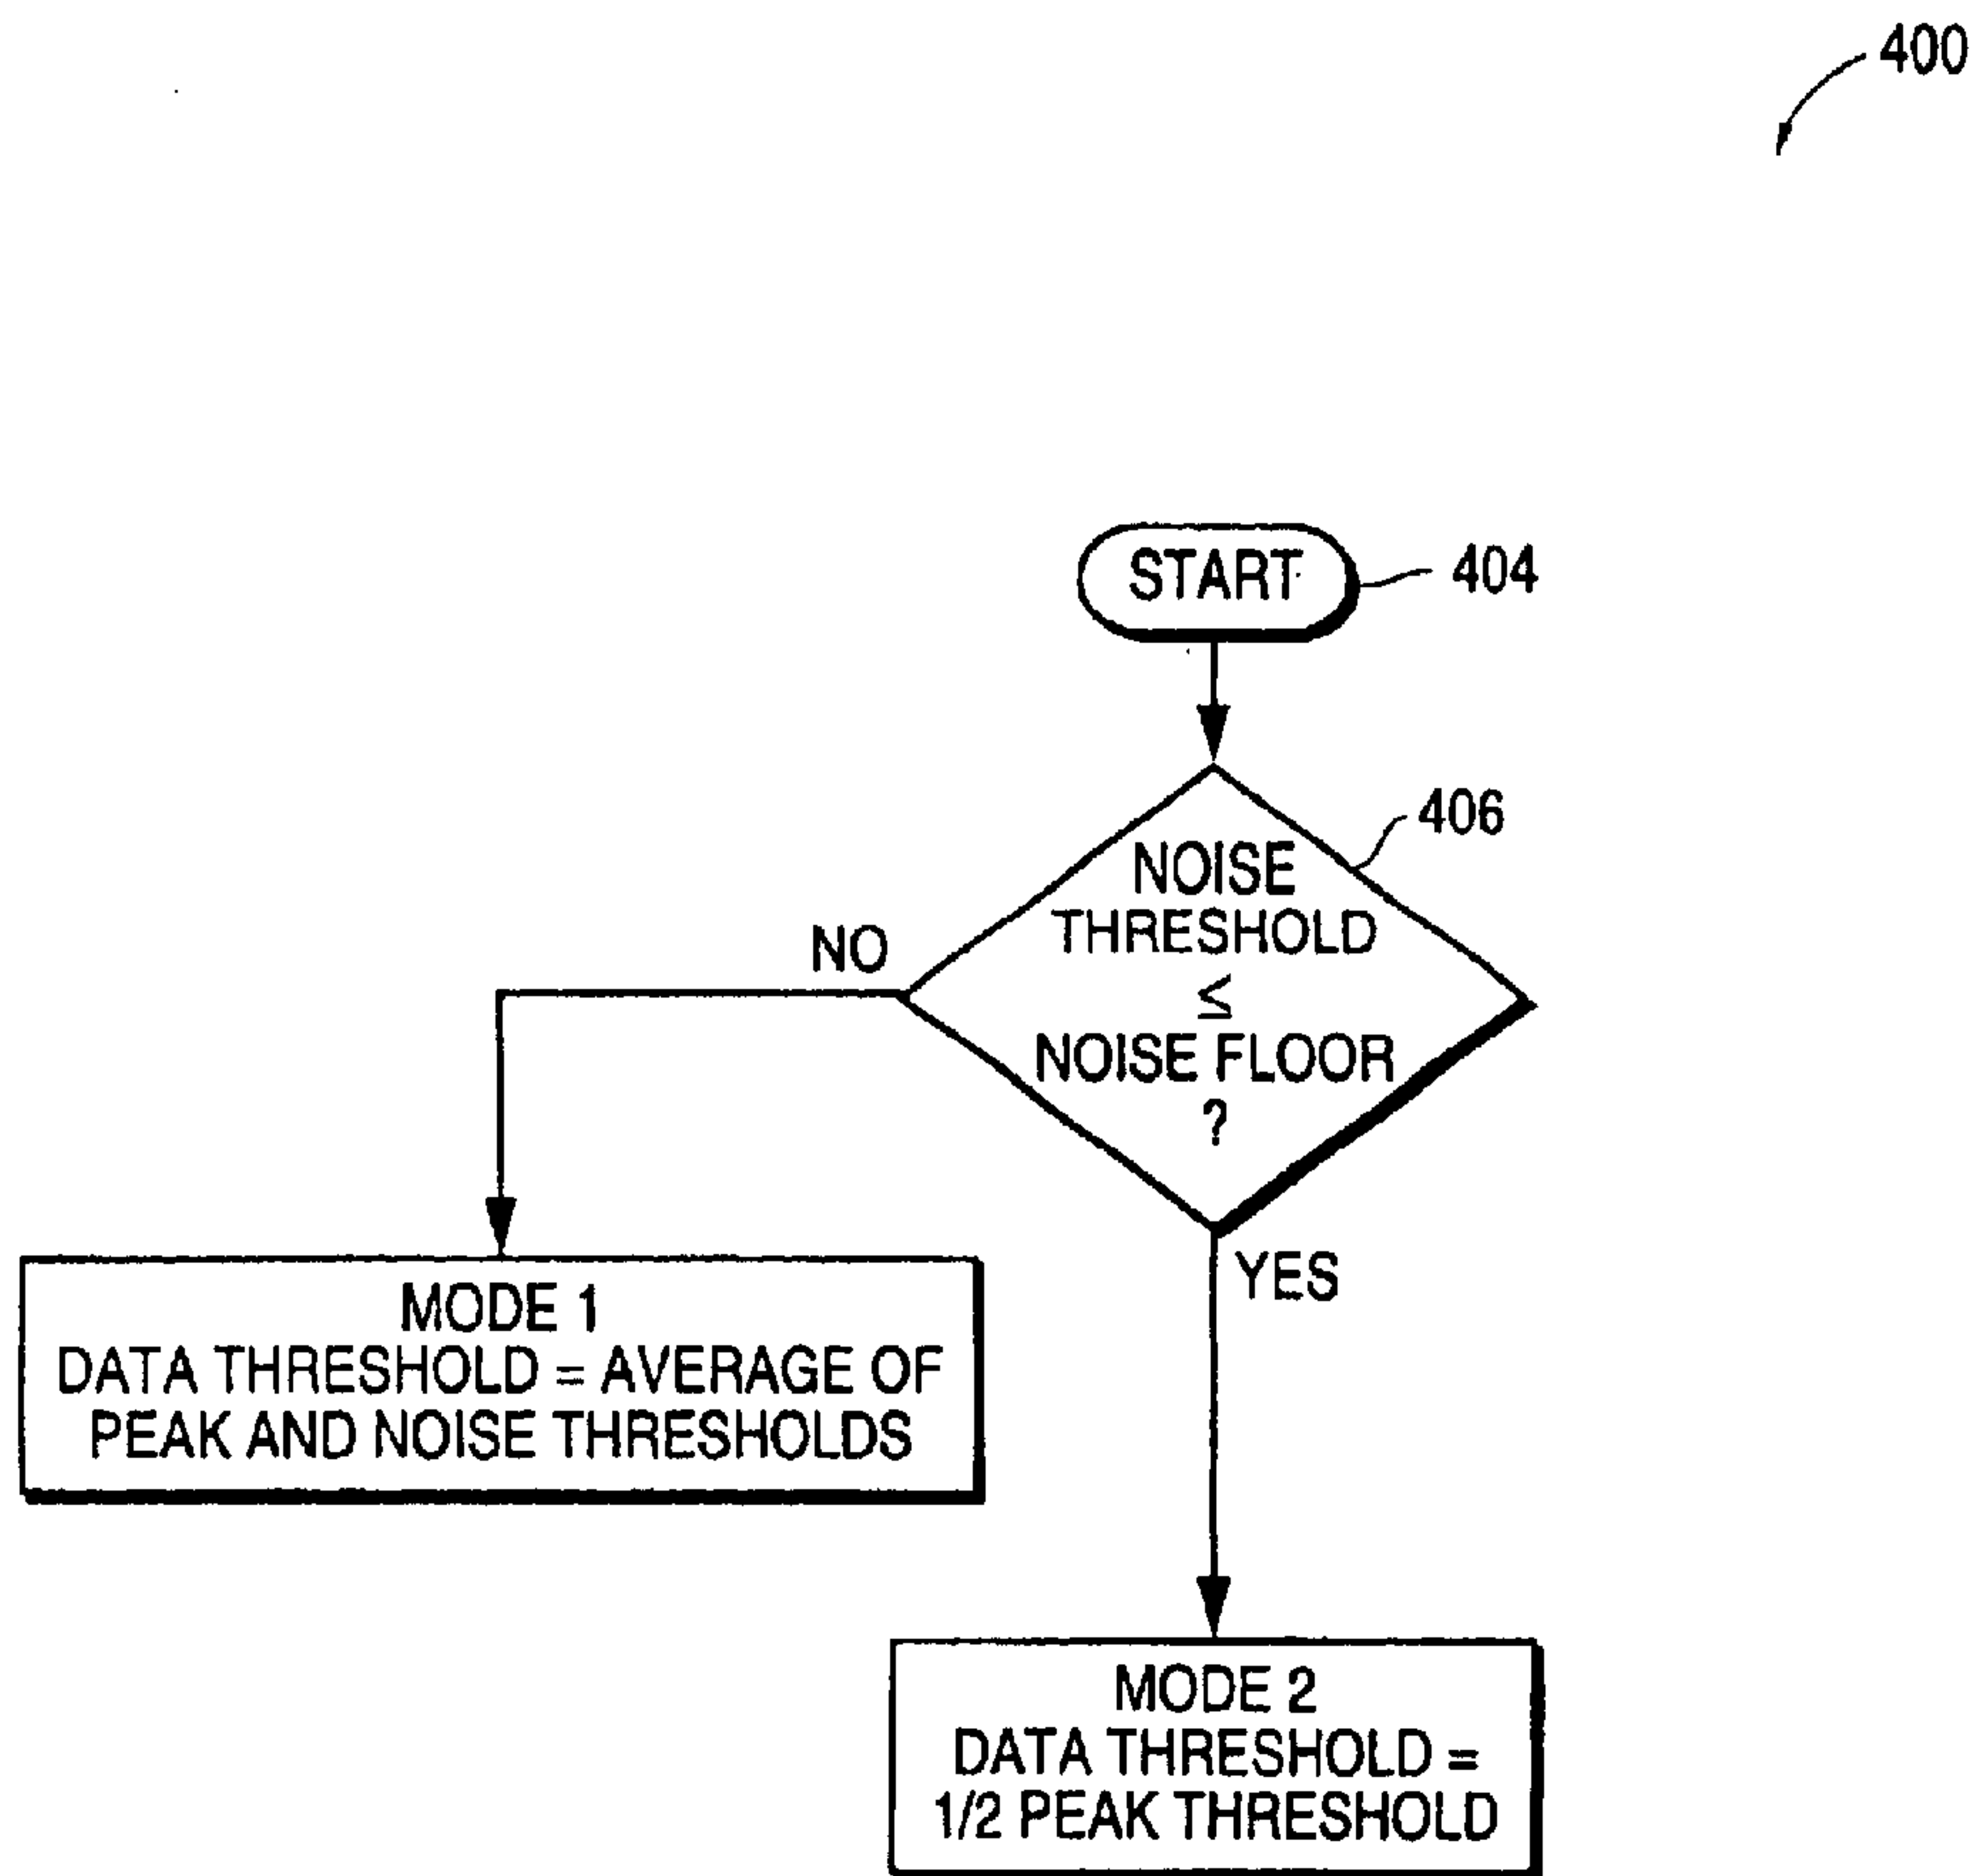 400
START
404
406
NOISE
THRESHOLD
≤
NOISE FLOOR
?
NO
YES
MODE 1
DATA THRESHOLD = AVERAGE OF
PEAK AND NOISE THRESHOLDS
MODE 2
DATA THRESHOLD =
1/2 PEAK THRESHOLD